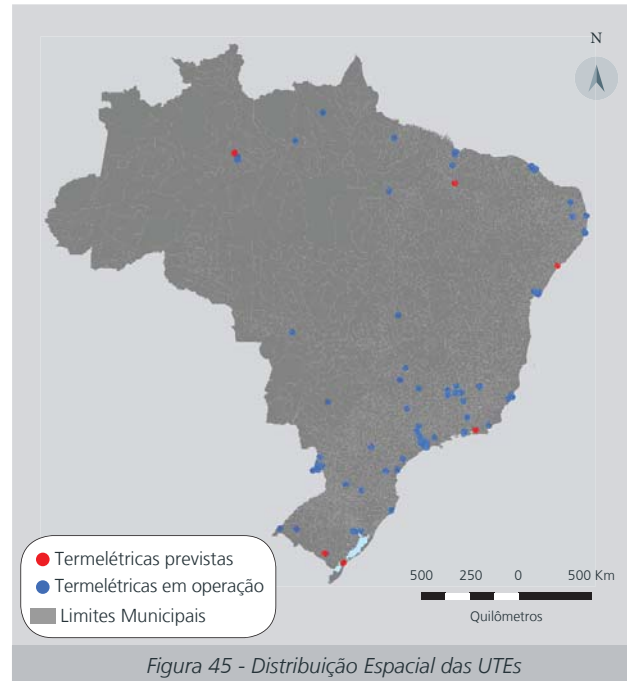 N
Termelétricas previstas
Termelétricas em operação
Limites Municipais
500 250 0 500 Km
Quilômetros
Figura 45 - Distribuição Espacial das UTEs